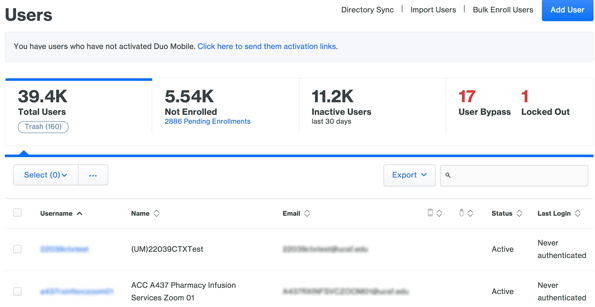 Users
Directory Sync | Import Users | Bulk Enroll Users
Add User
You have users who have not activated Duo Mobile. Click here to send them activation links.
39.4K
Total Users
Trash (160)
5.54K
Not Enrolled
2886 Pending Enrollments
11.2K
Inactive Users
last 30 days
17
User Bypass
1
Locked Out
Select (0)
...
Export
Username
Name
Email
Status
Last Login
(UM)22039CTXTest
Active
Never
authenticated
ACC A437 Pharmacy Infusion
Services Zoom 01
Active
Never
authenticated